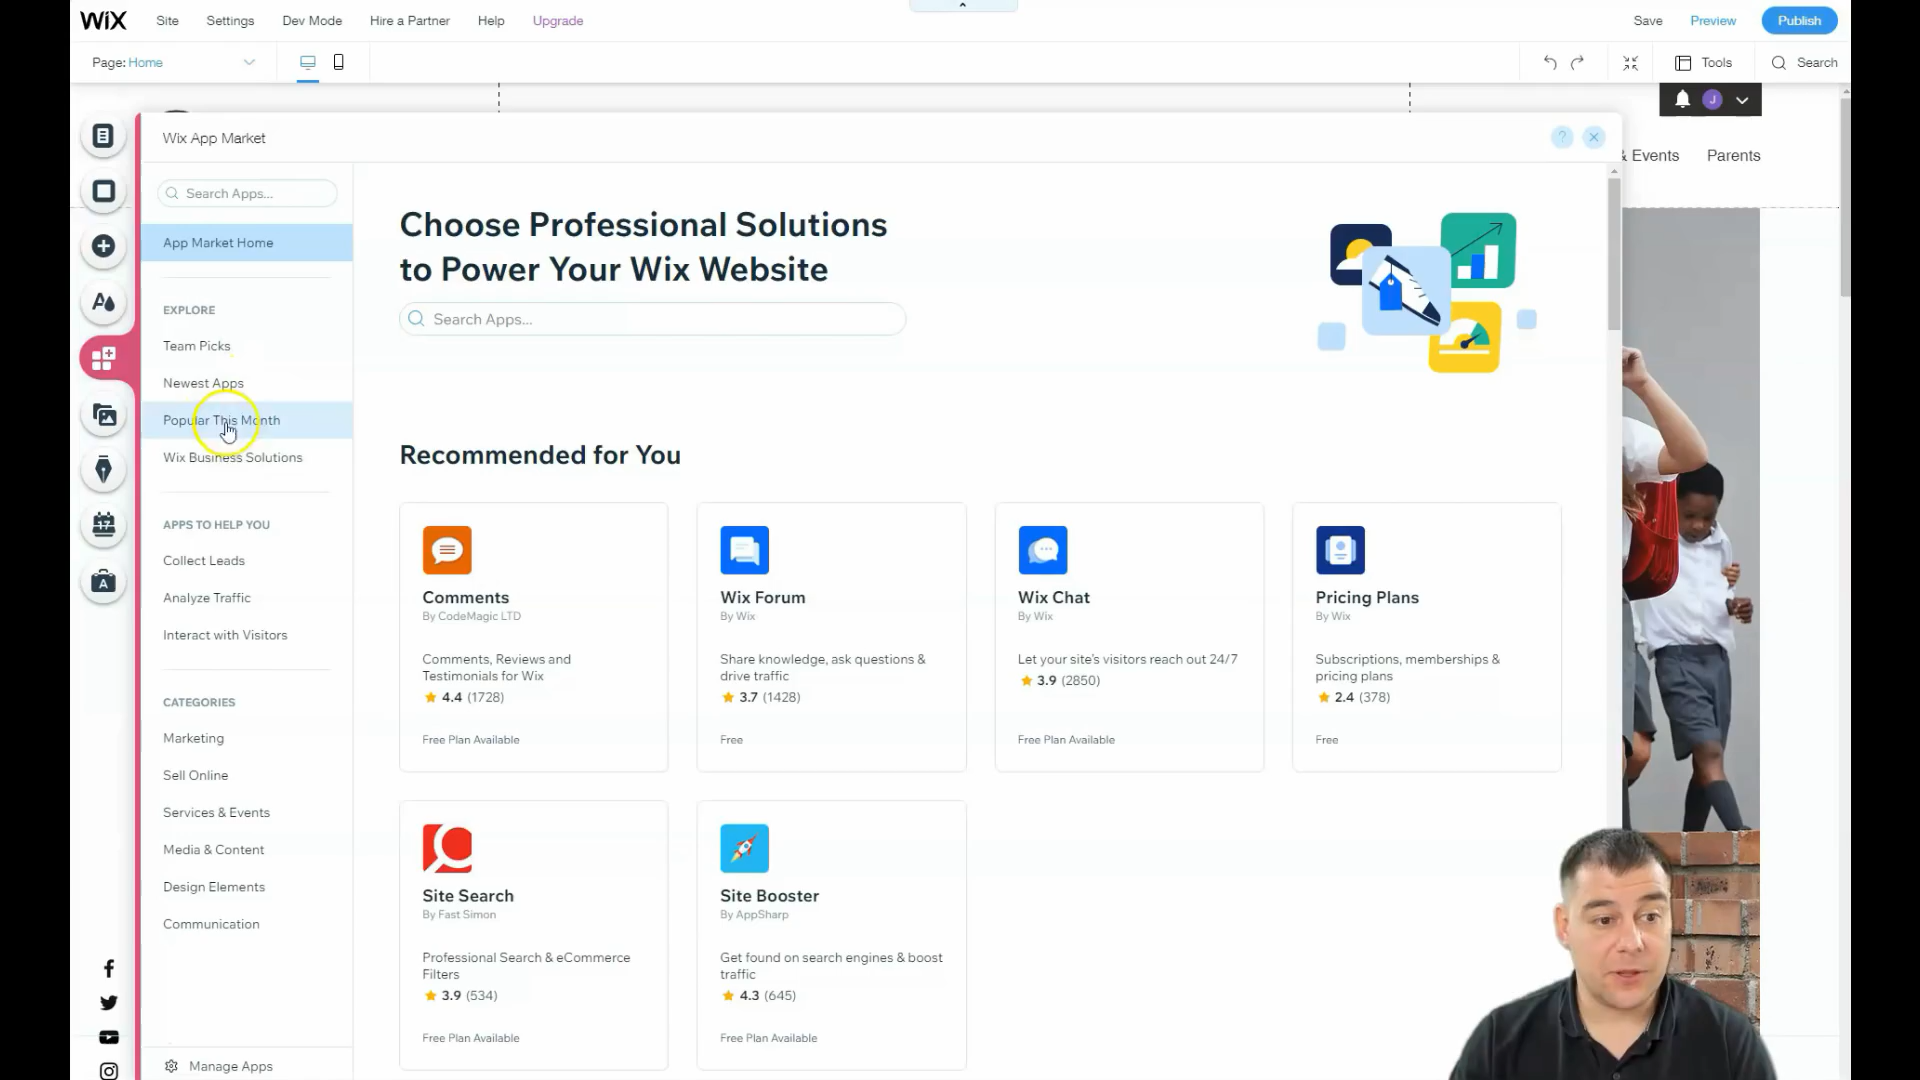 WiX
Site
Settings
Dev Mode
Hire a Partner
Help
Upgrade
Save
Preview
Publish
Page: Home
Tools
Search
J
& Events
Parents
Wix App Market
?
Search Apps...
App Market Home
EXPLORE
Team Picks
Newest Apps
Popular This Month
Wix Business Solutions
APPS TO HELP YOU
Collect Leads
Analyze Traffic
Interact with Visitors
CATEGORIES
Marketing
Sell Online
Services & Events
Media & Content
Design Elements
Communication
Manage Apps
A
17
A
Choose Professional Solutions
to Power Your Wix Website
Search Apps...
Recommended for You
Comments
By CodeMagic LTD
Comments, Reviews and
Testimonials for Wix
4.4 (1728)
Free Plan Available
Wix Forum
By Wix
Share knowledge, ask questions &
drive traffic
3.7 (1428)
Free
Wix Chat
By Wix
Let your site's visitors reach out 24/7
3.9 (2850)
Free Plan Available
Pricing Plans
By Wix
Subscriptions, memberships &
pricing plans
2.4 (378)
Free
Site Search
By Fast Simon
Professional Search & eCommerce
Filters
3.9 (534)
Free Plan Available
Site Booster
By AppSharp
Get found on search engines & boost
traffic
4.3 (645)
Free Plan Available